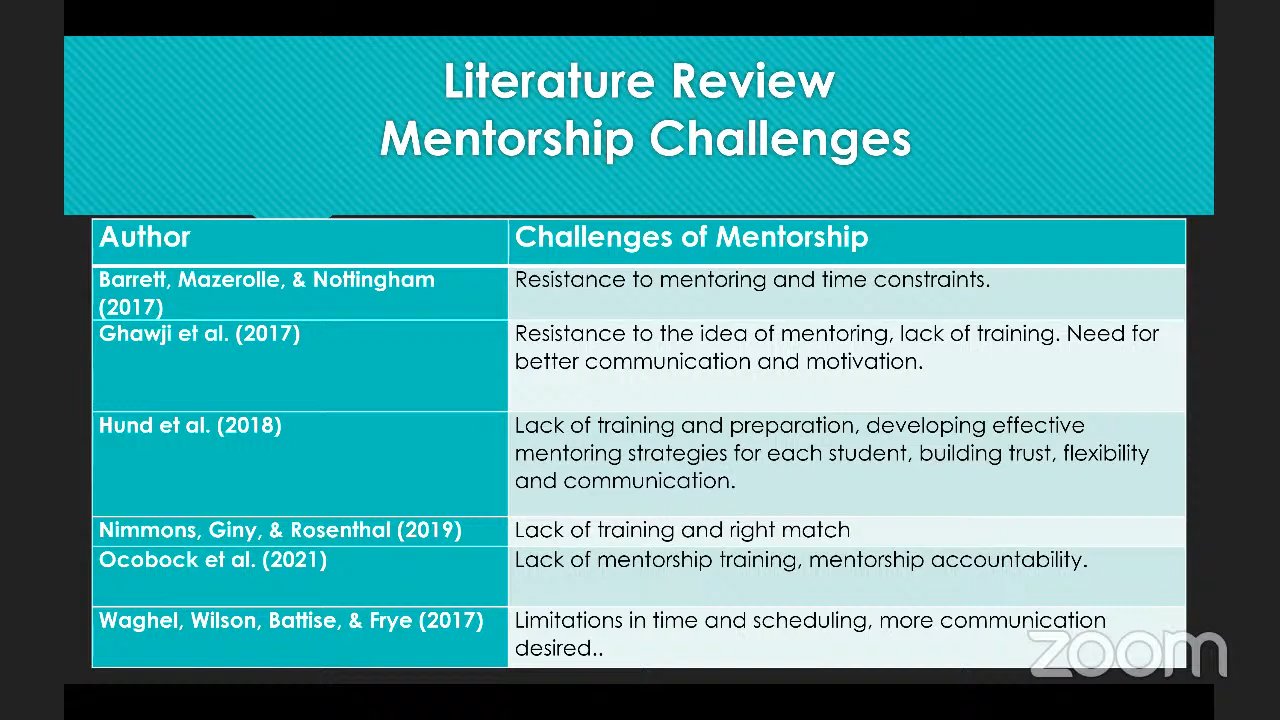 Literature Review
Mentorship Challenges
Author
Challenges of Mentorship
Barrett, Mazerolle, & Nottingham
(2017)
Resistance to mentoring and time constraints.
Ghawji et al. (2017)
Resistance to the idea of mentoring, lack of training. Need for
better communication and motivation.
Hund et al. (2018)
Lack of training and preparation, developing effective
mentoring strategies for each student, building trust, flexibility
and communication.
Nimmons, Giny, & Rosenthal (2019)
Lack of training and right match
Ocobock et al. (2021)
Lack of mentorship training, mentorship accountability.
Waghel, Wilson, Battise, & Frye (2017)
Limitations in time and scheduling, more communication
desired..
zoom